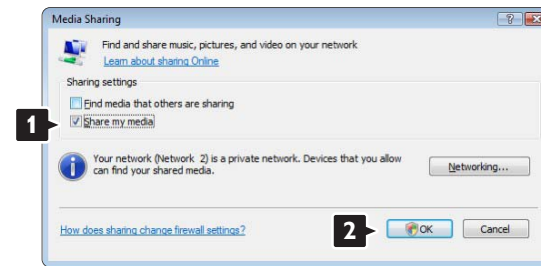 Media Sharing
Find and share music, pictures, and video on your network
Learn about sharing Online
Sharing settings
Find media that others are sharing
1
Share my media
Your network (Network 2) is a private network. Devices that you allow
can find your shared media.
Networking...
How does sharing change firewall settings?
2
OK
Cancel